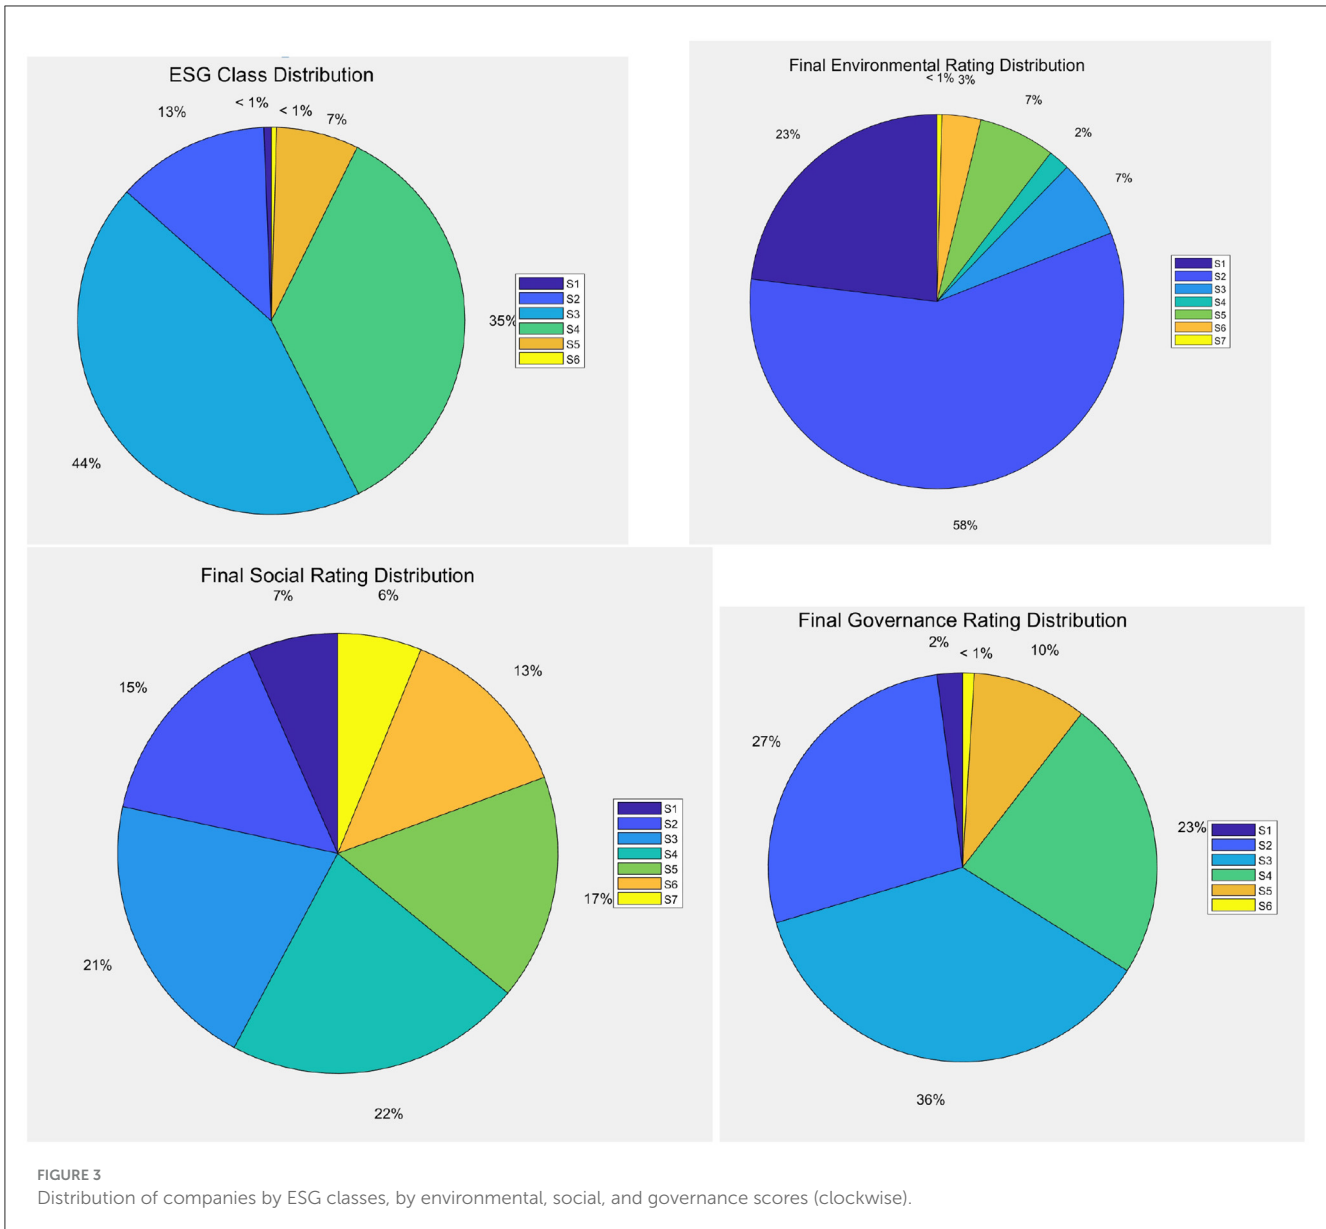 ESG Class Distribution
13%
< 1%
< 1%
7%
35%
44%
S1
S2
S3
S4
S5
S6
Final Environmental Rating Distribution
< 1%
3%
7%
2%
7%
23%
58%
S1
S2
S3
S4
S5
S6
S7
Final Social Rating Distribution
7%
6%
13%
15%
17%
21%
22%
S1
S2
S3
S4
S5
S6
S7
Final Governance Rating Distribution
2%
< 1%
10%
27%
23%
36%
S1
S2
S3
S4
S5
S6
FIGURE 3
Distribution of companies by ESG classes, by environmental, social, and governance scores (clockwise).